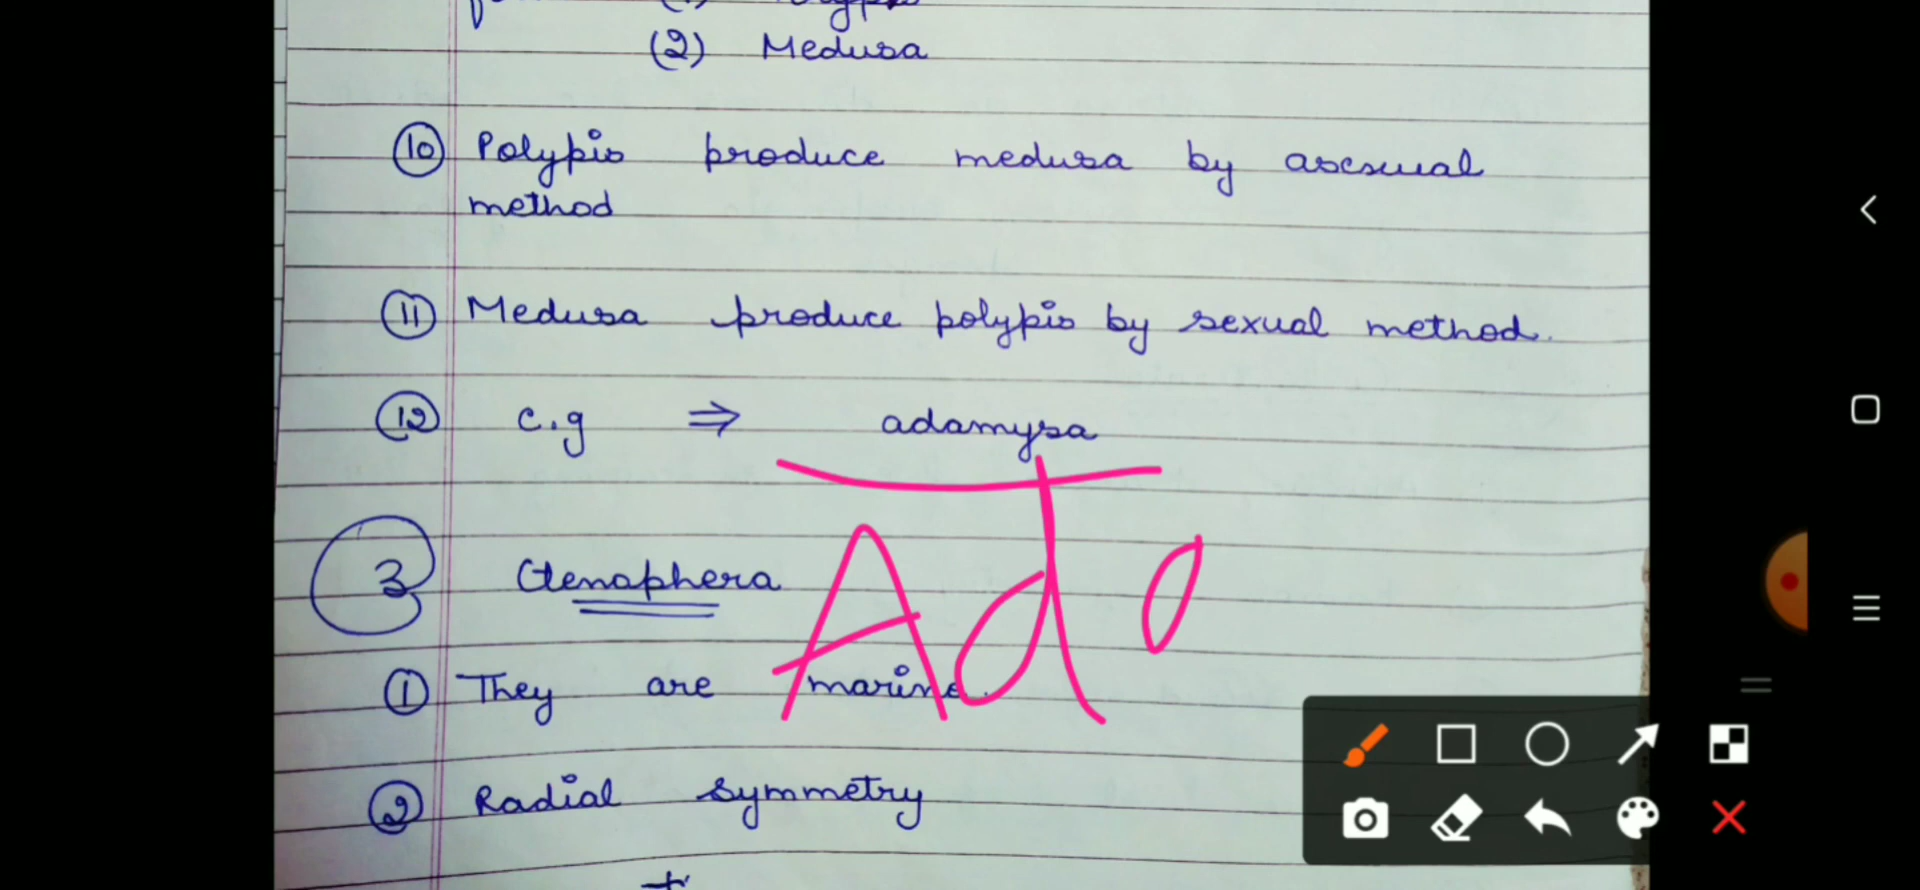 (2) Medusa
10 Polypis produce medusa by asexual
method
11 Medusa produce polypis by sexual method.
12 e.g ⇒ adamysa
Ado
3 Ctenaphera
1 They are marine.
2 Radial symmetry